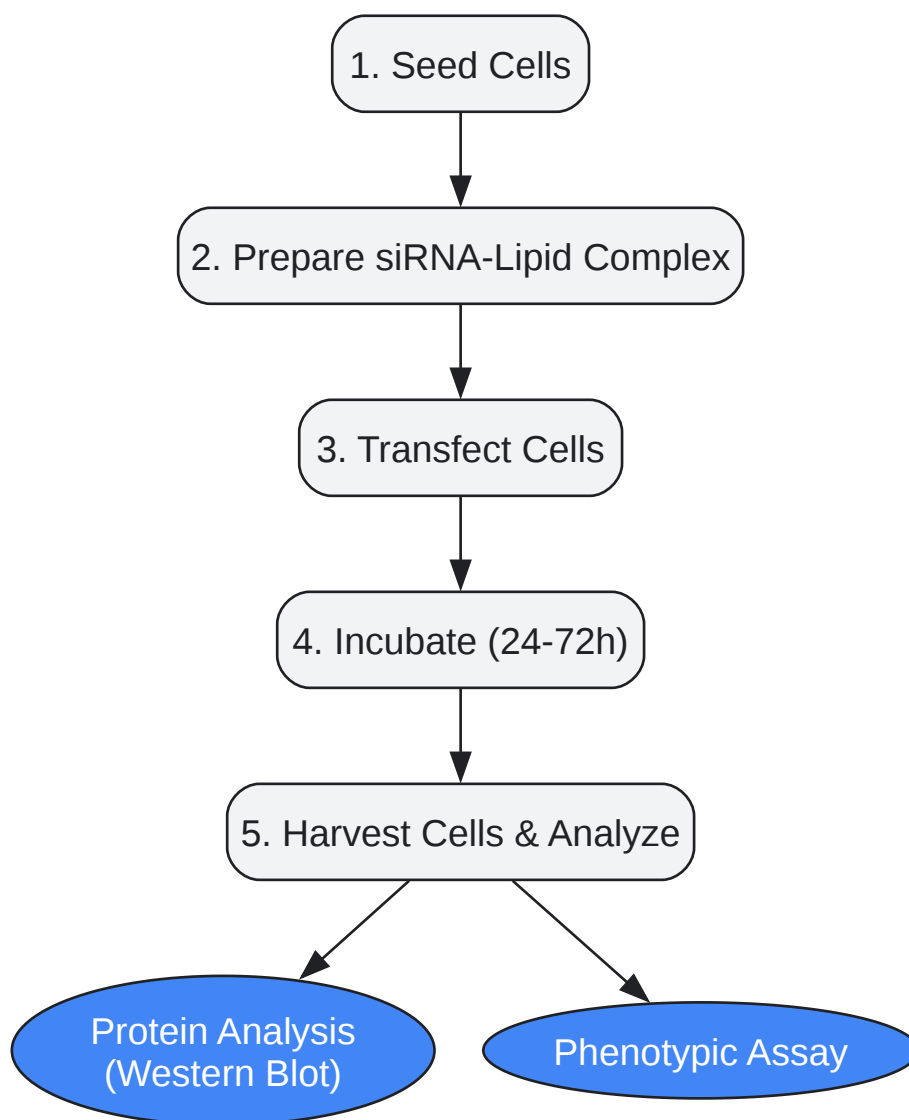 1. Seed Cells
2. Prepare siRNA-Lipid Complex
3. Transfect Cells
4. Incubate (24-72h)
5. Harvest Cells & Analyze
Protein Analysis
(Western Blot)
Phenotypic Assay